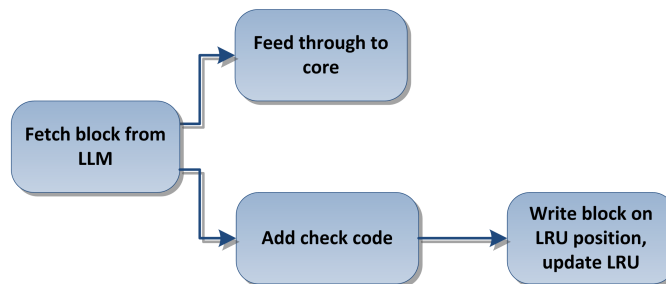 Feed through to
core
Fetch block from
LLM
Add check code
Write block on
LRU position,
update LRU